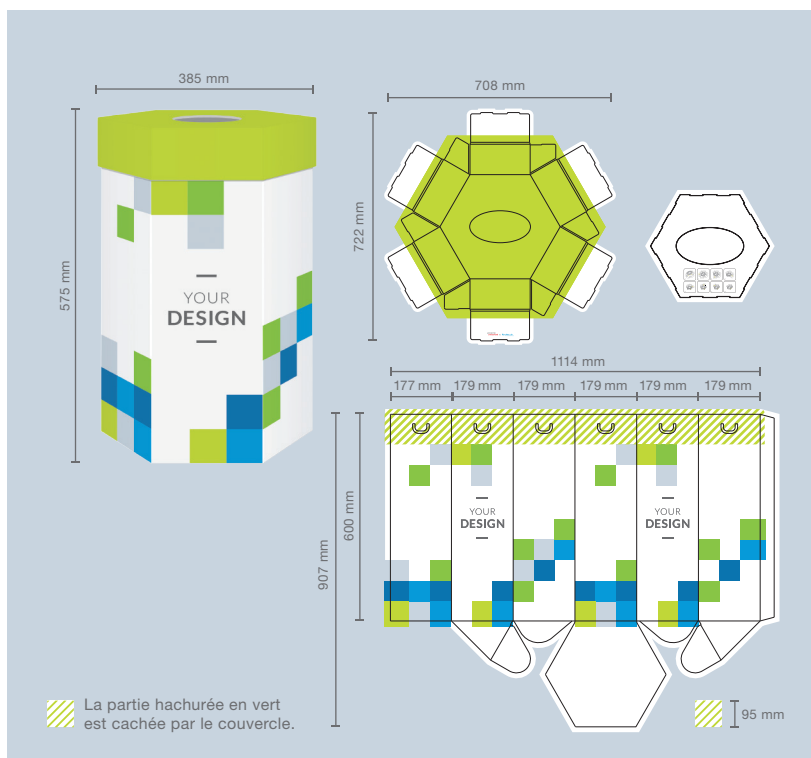 385 mm
575 mm
YOUR
DESIGN
708 mm
722 mm
1114 mm
177 mm 179 mm 179 mm 179 mm 179 mm 179 mm
907 mm
600 mm
YOUR
DESIGN
YOUR
DESIGN
La partie hachurée en vert
est cachée par le couvercle.
95 mm